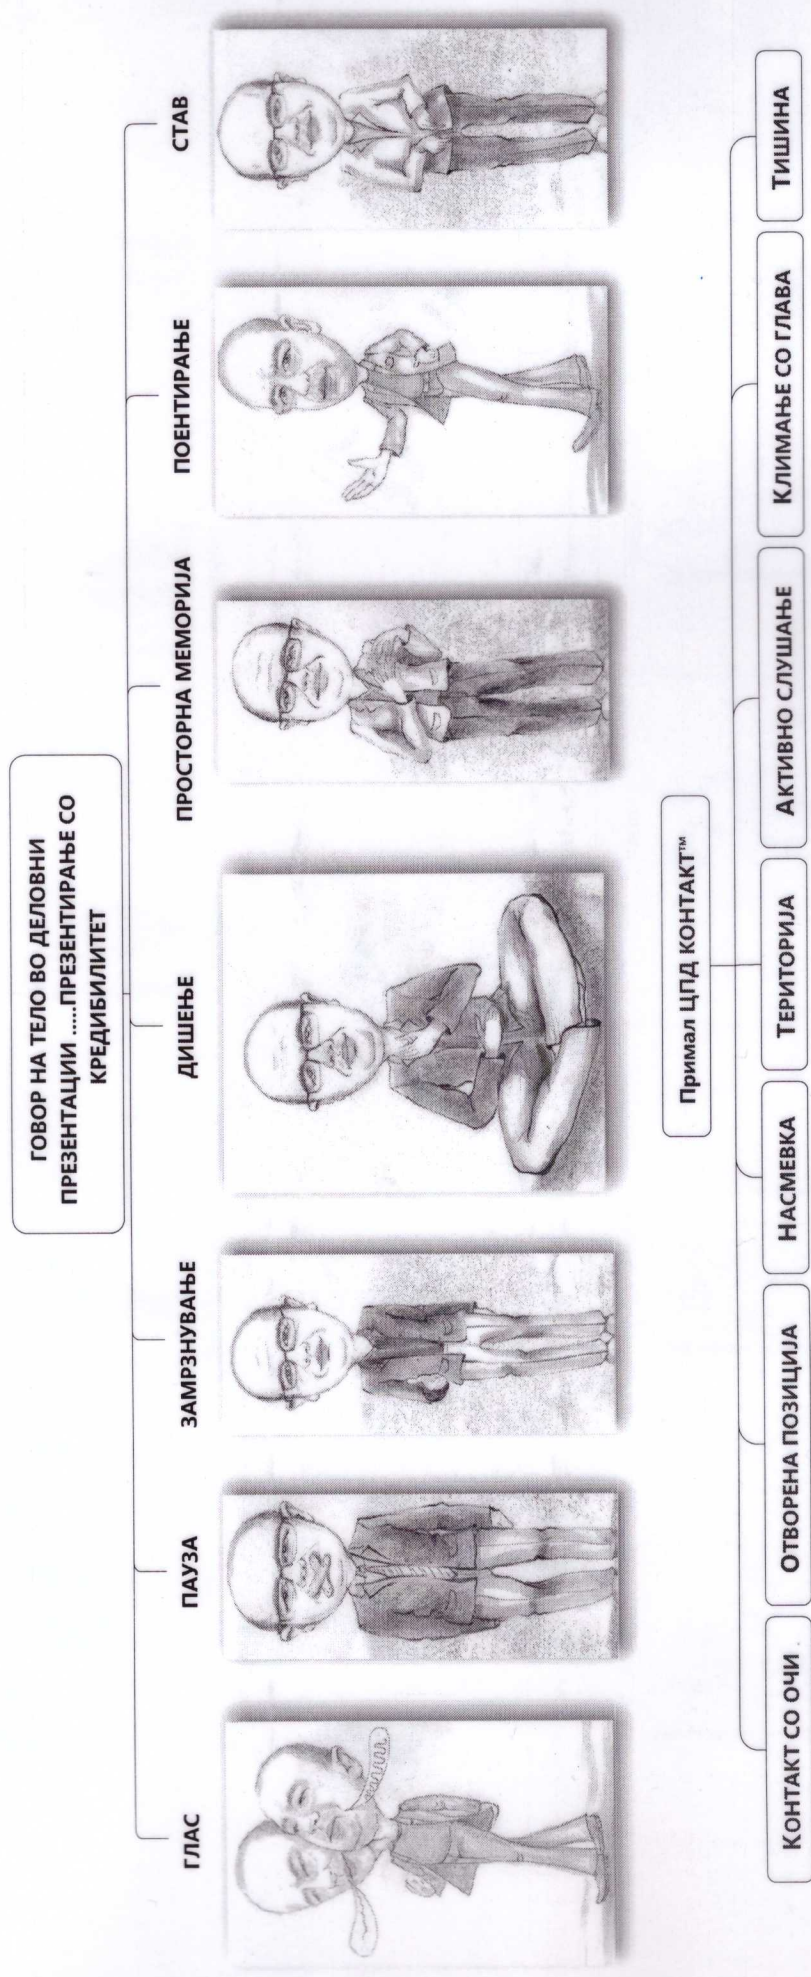 ГОВОР НА ТЕЛО ВО ДЕЛОВНИ
ПРЕЗЕНТАЦИИ .....ПРЕЗЕНТИРАЊЕ СО
КРЕДИБИЛИТЕТ
ГЛАС
ПАУЗА
ЗАМРЗНУВАЊЕ
ДИШЕЊЕ
ПРОСТОРНА МЕМОРИЈА
ПОЕНТИРАЊЕ
СТАВ
Примал ЦПД КОНТАКТ™
КОНТАКТ СО ОЧИ
ОТВОРЕНА ПОЗИЦИЈА
НАСМЕВКА
ТЕРИТОРИЈА
АКТИВНО СЛУШАЊЕ
КЛИМАЊЕ СО ГЛАВА
ТИШИНА